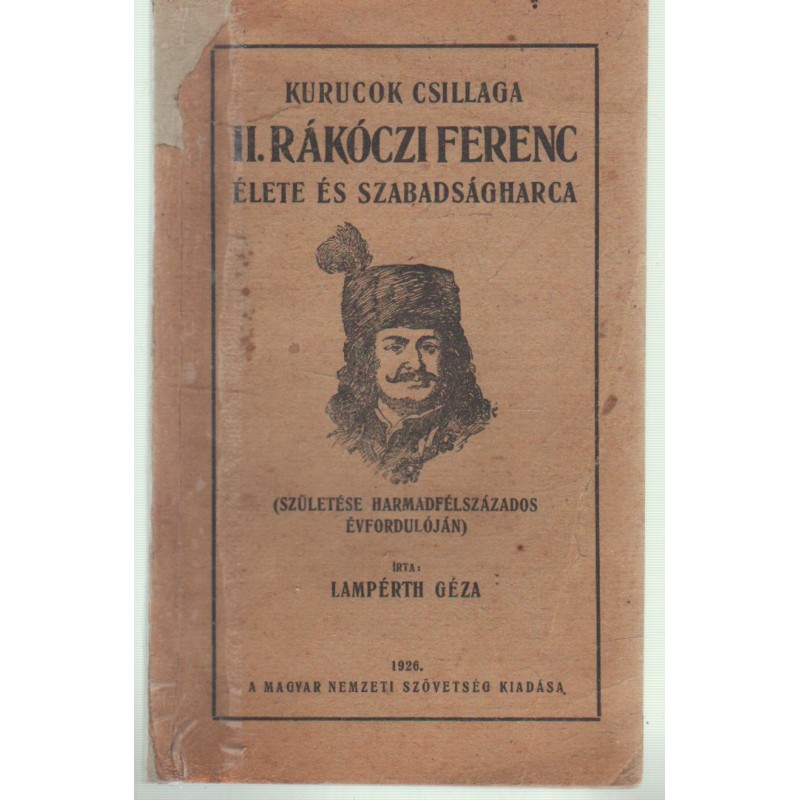 KURUCOK CSILLAGA
II. RÁKÓCZI FERENC
ÉLETE ÉS SZABADSÁGHARCA
(SZÜLETÉSE HARMADFÉLSZÁZADOS
ÉVFORDULÓJÁN)
ÍRTA:
LAMPÉRTH GÉZA
1926.
A MAGYAR NEMZETI SZÖVETSÉG KIADÁSA